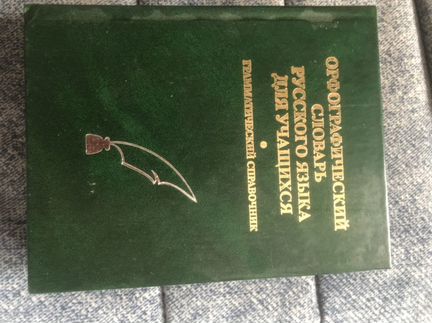 ОРФОГРАФИЧЕСКИЙ
СЛОВАРЬ
РУССКОГО ЯЗЫКА
ДЛЯ УЧАЩИХСЯ
ГРАММАТИЧЕСКИЙ СПРАВОЧНИК